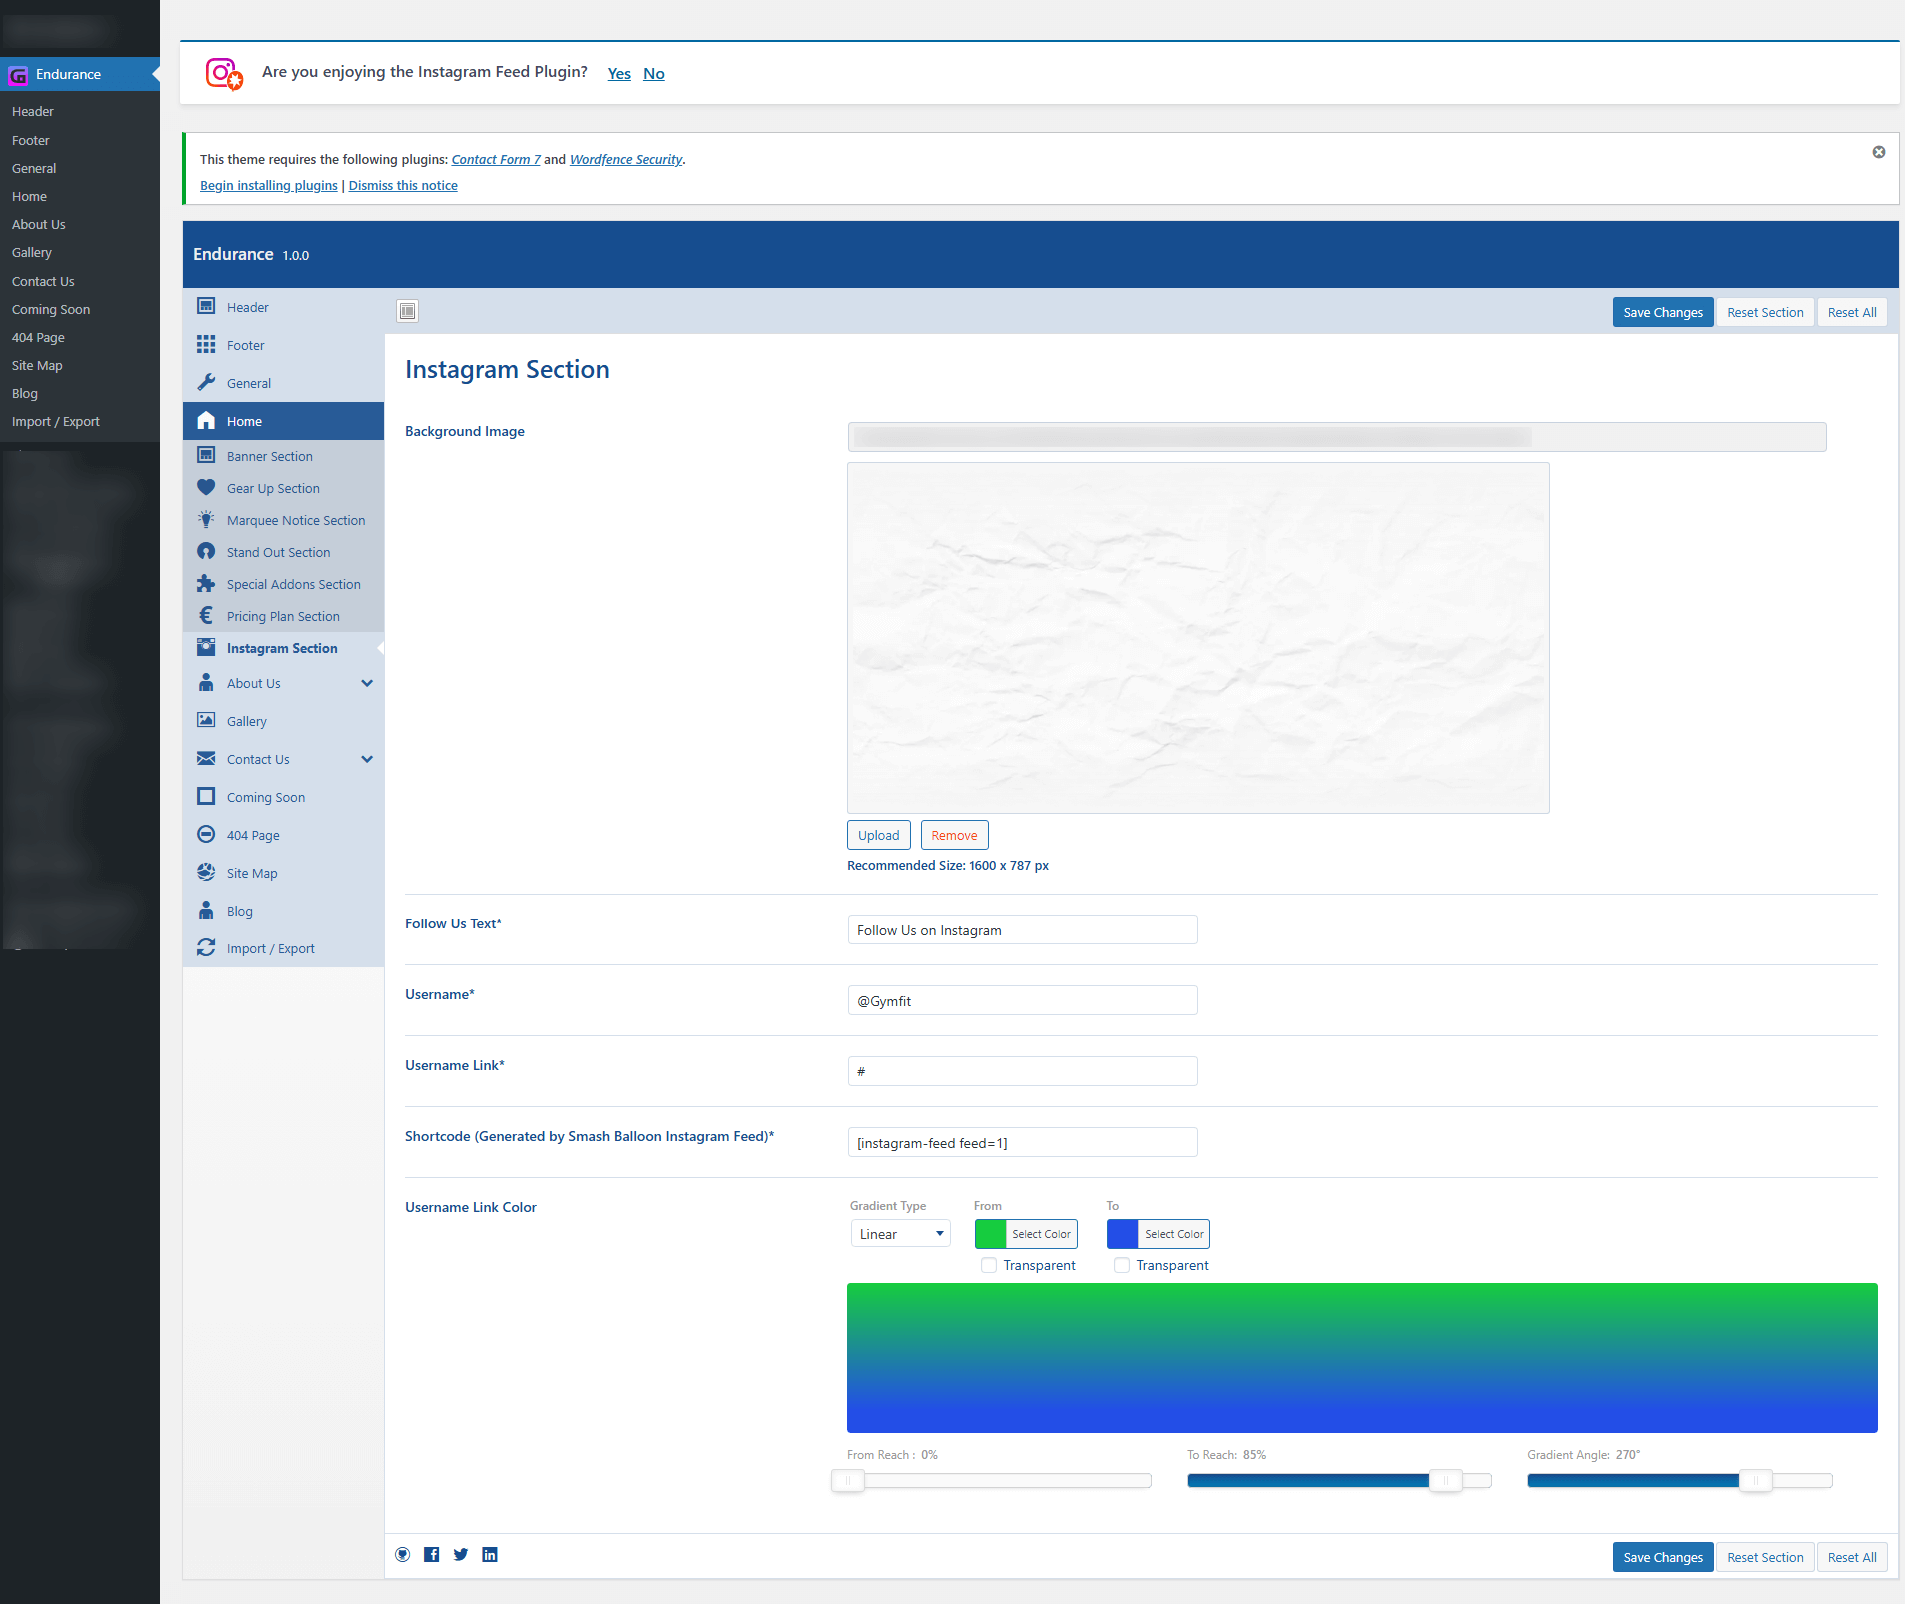 Endurance
Header
Footer
General
Home
About Us
Gallery
Contact Us
Coming Soon
404 Page
Site Map
Blog
Import / Export
Are you enjoying the Instagram Feed Plugin? Yes No
This theme requires the following plugins: Contact Form 7 and Wordfence Security.
Begin installing plugins | Dismiss this notice
Endurance 1.0.0
Header
Footer
General
Home
Banner Section
Gear Up Section
Marquee Notice Section
Stand Out Section
Special Addons Section
Pricing Plan Section
Instagram Section
About Us
Gallery
Contact Us
Coming Soon
404 Page
Site Map
Blog
Import / Export
Save Changes Reset Section Reset All
Instagram Section
Background Image
Upload Remove
Recommended Size: 1600 x 787 px
Follow Us Text* Follow Us on Instagram
Username* @Gymfit
Username Link* #
Shortcode (Generated by Smash Balloon Instagram Feed)* [instagram-feed feed=1]
Username Link Color
Gradient Type From To
Linear Select Color Select Color
Transparent Transparent
From Reach : 0% To Reach: 85% Gradient Angle: 270°
Save Changes Reset Section Reset All